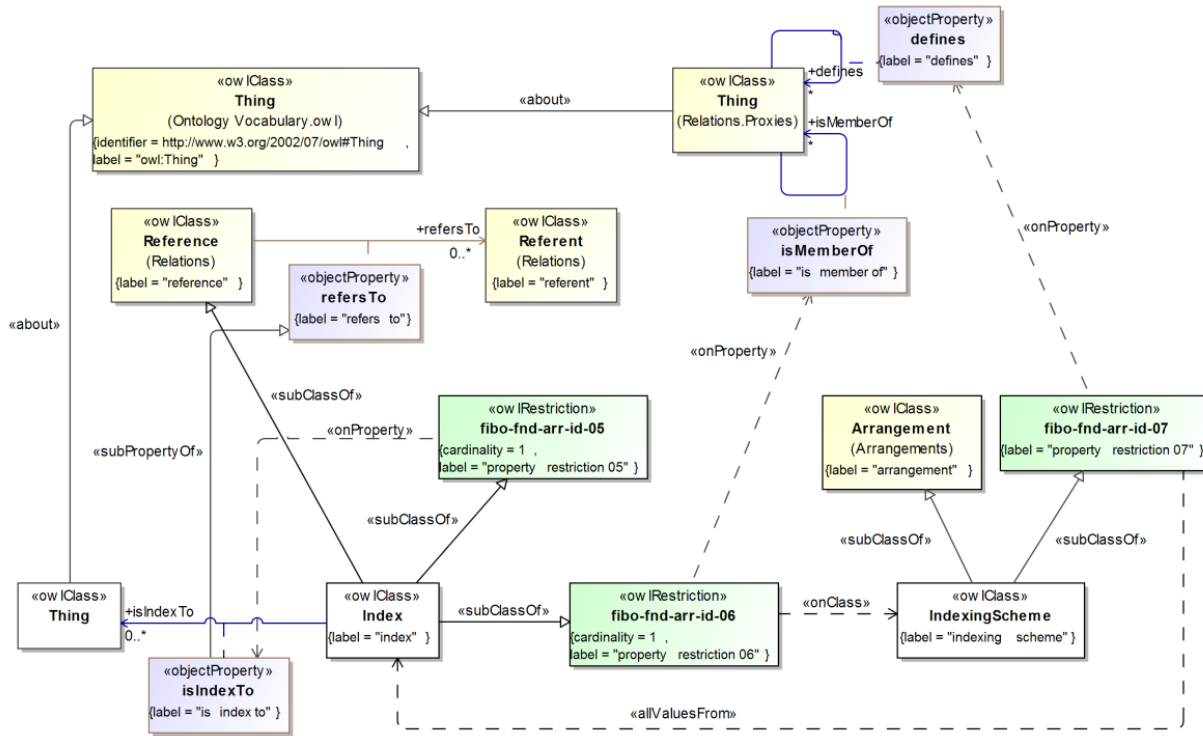 «objectProperty»
defines
{label = "defines" }
«owlClass»
Thing
(Ontology Vocabulary.owl)
{identifier = http://www.w3.org/2002/07/owl#Thing ,
label = "owl:Thing" }
«about»
«owlClass»
Thing
(Relations.Proxies)
+defines
*
+isMemberOf
*
«owlClass»
Reference
(Relations)
{label = "reference" }
+refersTo
0..*
«owlClass»
Referent
(Relations)
{label = "referent" }
«objectProperty»
isMemberOf
{label = "is member of" }
«onProperty»
«objectProperty»
refersTo
{label = "refers to"}
«about»
«onProperty»
«subClassOf»
«owlRestriction»
fibo-fnd-arr-id-05
{cardinality = 1 ,
label = "property restriction 05" }
«onProperty»
«subPropertyOf»
«owlClass»
Arrangement
(Arrangements)
{label = "arrangement" }
«owlRestriction»
fibo-fnd-arr-id-07
{label = "property restriction 07" }
«subClassOf»
«subClassOf»
«subClassOf»
«owlClass»
Thing
+isIndexTo
0..*
«owlClass»
Index
{label = "index" }
«subClassOf»
«owlRestriction»
fibo-fnd-arr-id-06
{cardinality = 1 ,
label = "property restriction 06" }
«onClass»
«owlClass»
IndexingScheme
{label = "indexing scheme" }
«objectProperty»
isIndexTo
{label = "is index to" }
«allValuesFrom»